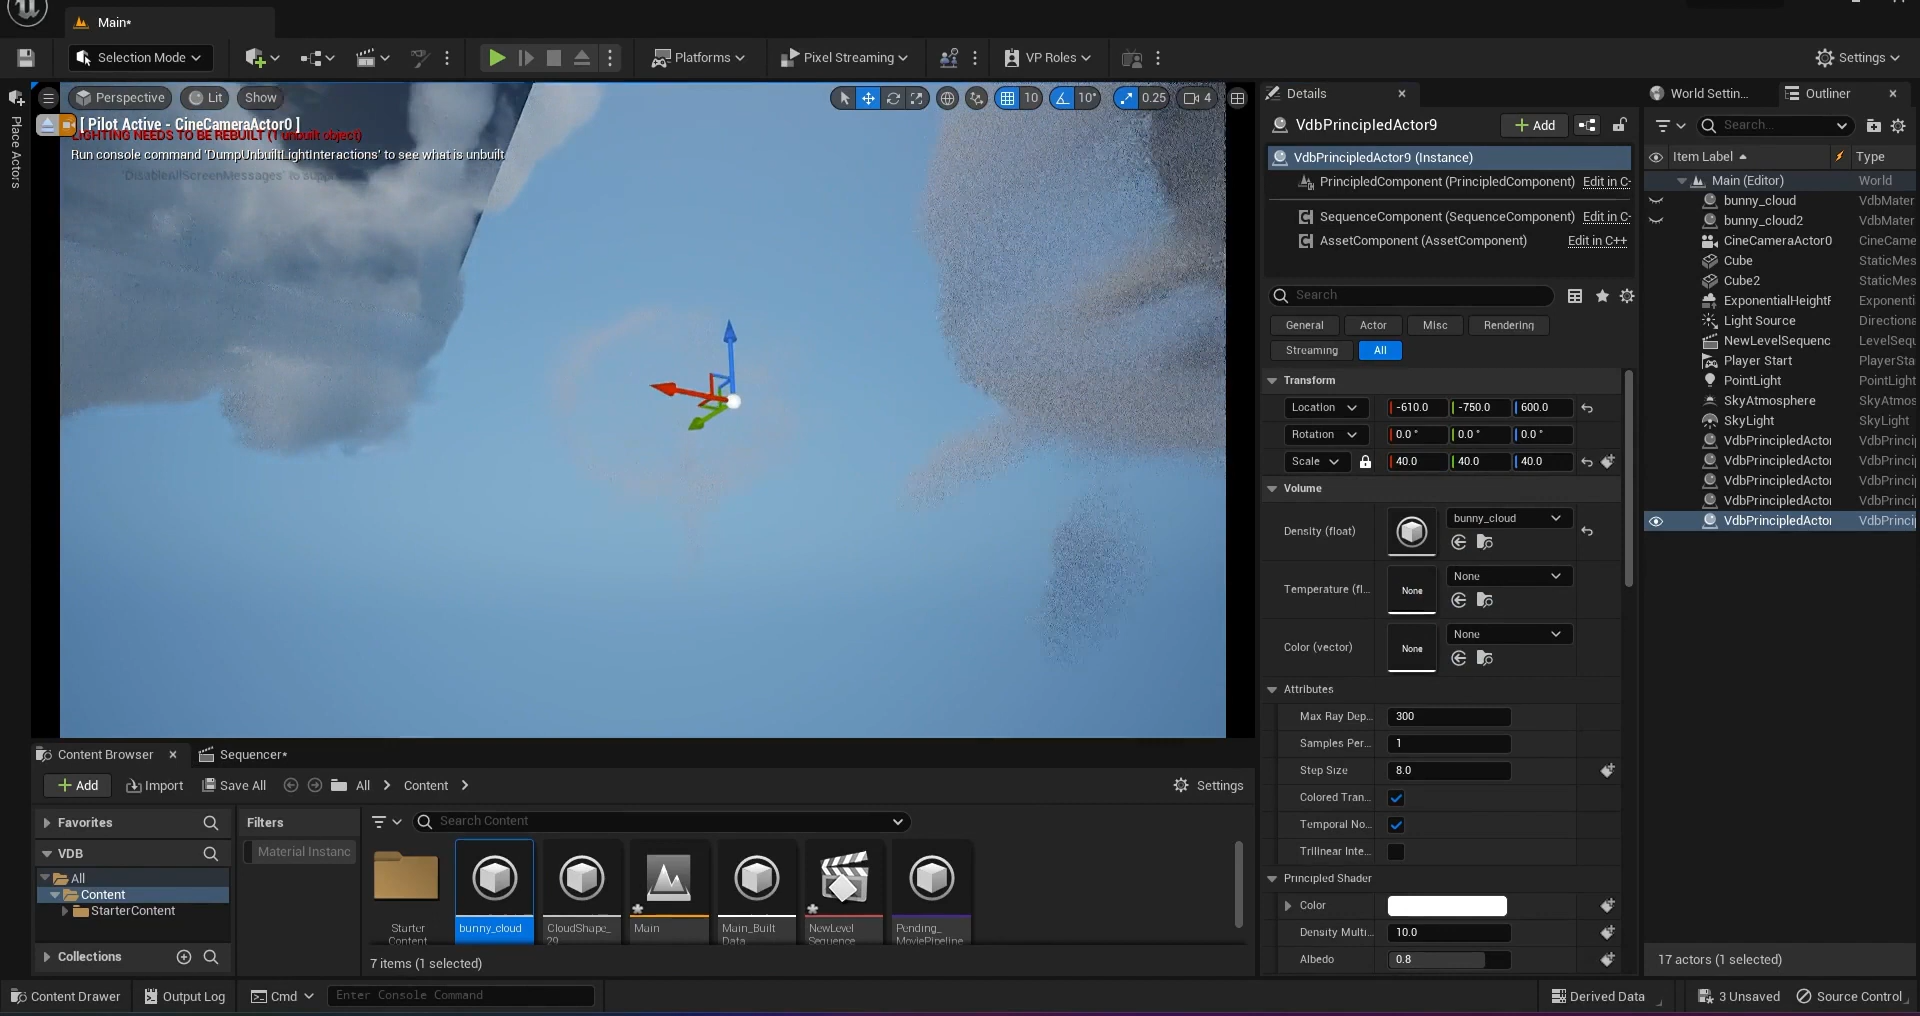 Main*
Selection Mode
Platforms
Pixel Streaming
VP Roles
Settings
Place Actors
Perspective
Lit
Show
10
10°
0.25
4
[ Pilot Active - CineCameraActor0 ]
LIGHTING NEEDS TO BE REBUILT (1 unbuilt object)
Run console command 'DumpUnbuiltLightInteractions' to see what is unbuilt
'DisableAllScreenMessages' to suppr
Details
VdbPrincipledActor9
Add
VdbPrincipledActor9 (Instance)
PrincipledComponent (PrincipledComponent) Edit in C-
SequenceComponent (SequenceComponent) Edit in C-
AssetComponent (AssetComponent) Edit in C++
Search
General
Actor
Misc
Rendering
Streaming
All
Transform
Location
-610.0
-750.0
600.0
Rotation
0.0 °
0.0 °
0.0 °
Scale
40.0
40.0
40.0
Volume
Density (float)
bunny_cloud
Temperature (fl...
None
None
Color (vector)
None
None
Attributes
Max Ray Dep...
300
Samples Per...
1
Step Size
8.0
Colored Tran...
Temporal No...
Trilinear Inte...
Principled Shader
Color
Density Multi...
10.0
Albedo
0.8
World Settin...
Outliner
Search...
Item Label
Type
Main (Editor) World
bunny_cloud VdbMater
bunny_cloud2 VdbMater
CineCameraActor0 CineCame
Cube StaticMes
Cube2 StaticMes
ExponentialHeightF Exponenti
Light Source Directiona
NewLevelSequenc LevelSequ
Player Start PlayerSta
PointLight PointLight
SkyAtmosphere SkyAtmos
SkyLight SkyLight
VdbPrincipledActor VdbPrinci
VdbPrincipledActor VdbPrinci
VdbPrincipledActor VdbPrinci
VdbPrincipledActor VdbPrinci
VdbPrincipledActor VdbPrinci
17 actors (1 selected)
Content Browser
Sequencer*
Add
Import
Save All
All
Content
Settings
Favorites
VDB
All
Content
StarterContent
Collections
Filters
Material Instanc
Search Content
Starter
Content
bunny_cloud
CloudShape_
29
Main
Main_Built
Data
NewLevel
Sequence
Pending_
MoviePipeline
7 items (1 selected)
Content Drawer
Output Log
Cmd
Enter Console Command
Derived Data
3 Unsaved
Source Control